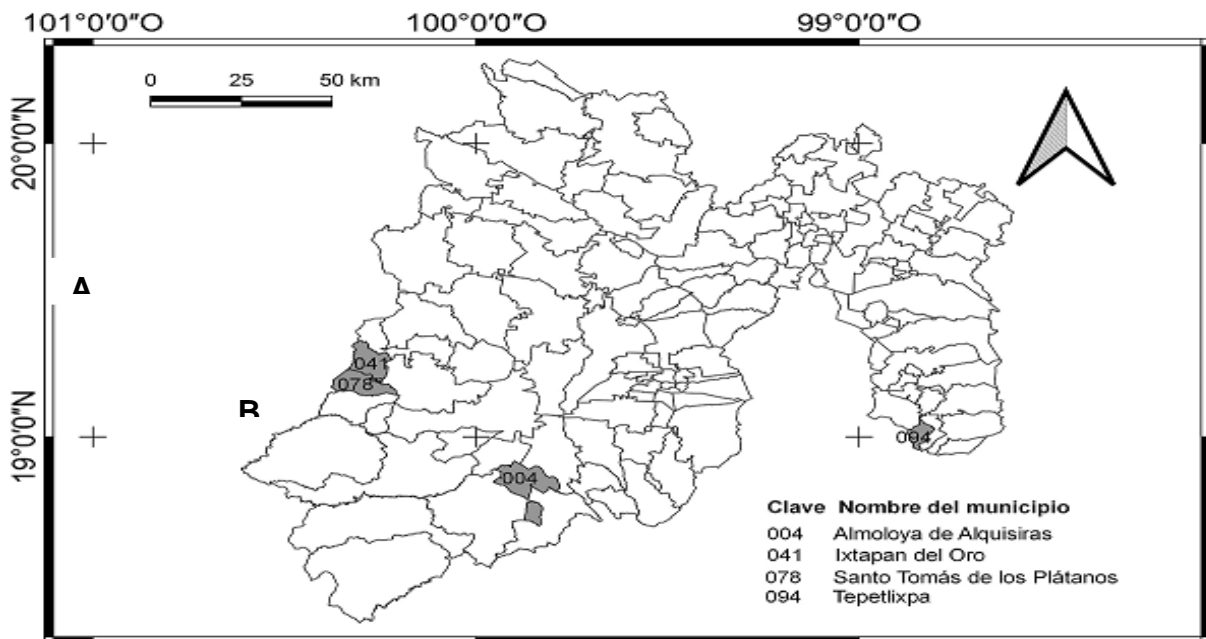 101°0′0″O 100°0′0″O 99°0′0″O
0 25 50 km
20°0′0″N
A
041
078
B
19°0′0″N
094
004
Clave Nombre del municipio
004 Almoloya de Alquisiras
041 Ixtapan del Oro
078 Santo Tomás de los Plátanos
094 Tepetlixpa